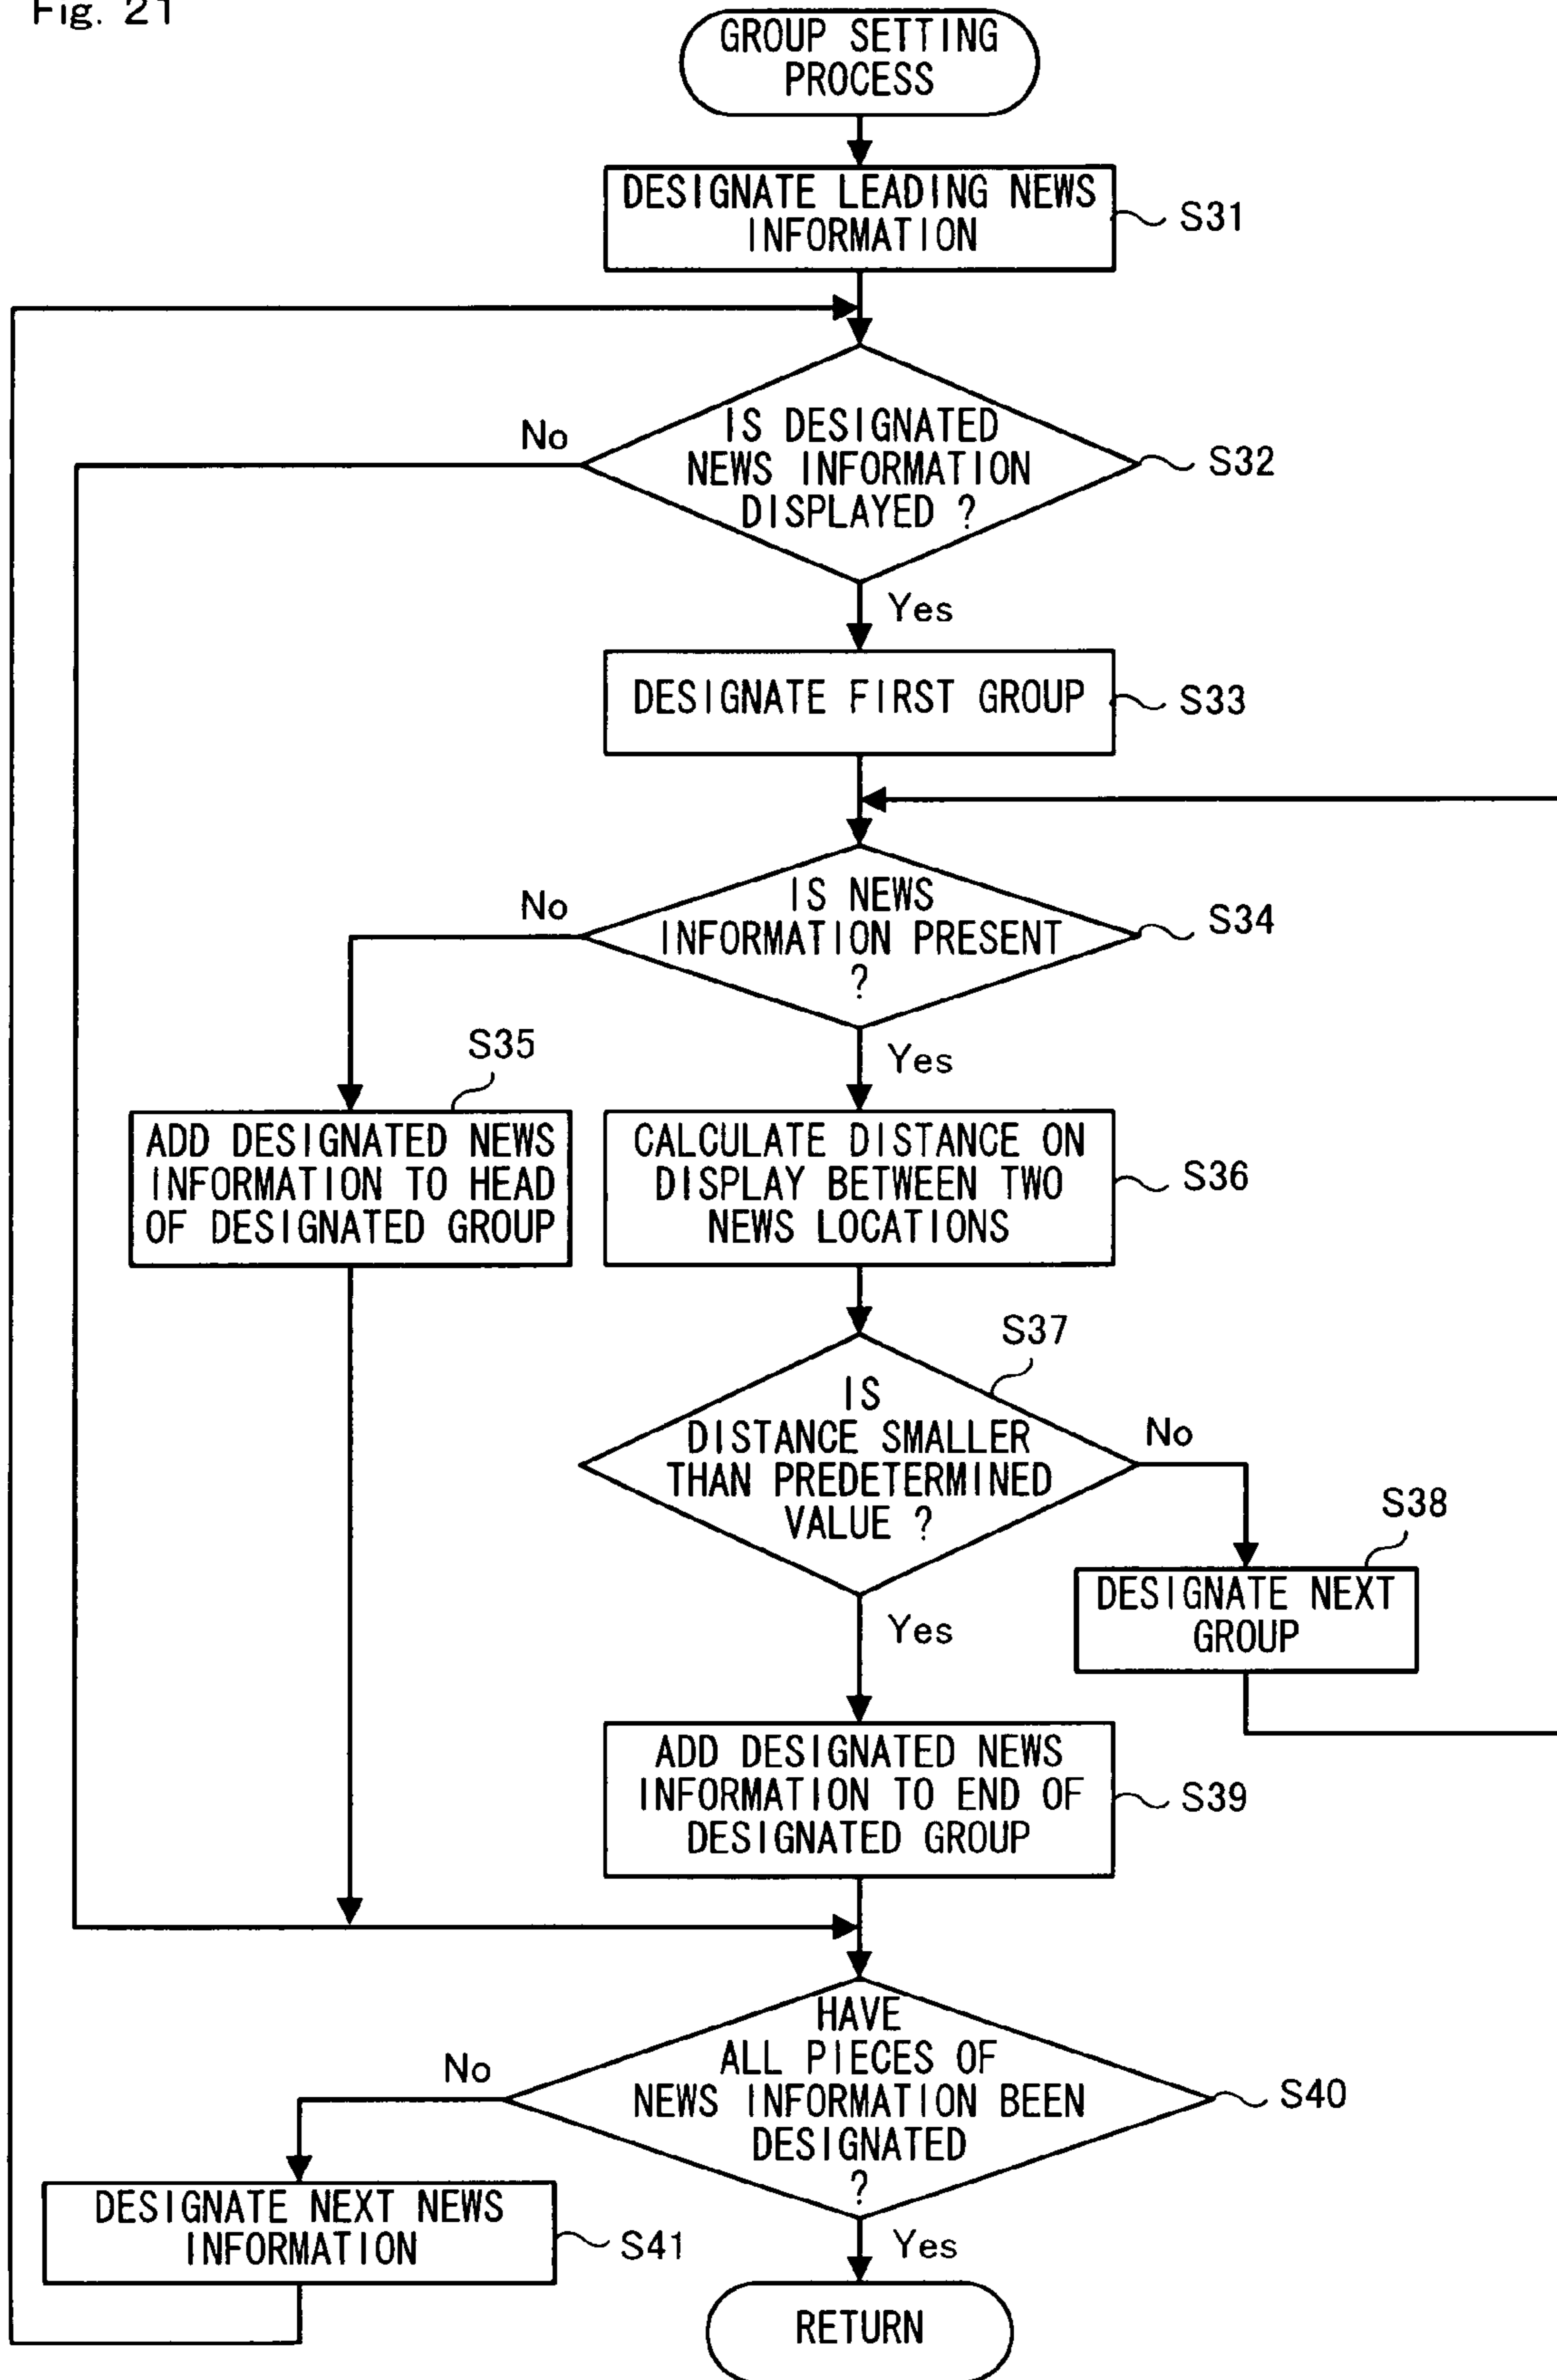 Fig. 21
GROUP SETTING
PROCESS
DESIGNATE LEADING NEWS
INFORMATION
S31
No
IS DESIGNATED
NEWS INFORMATION
DISPLAYED ?
S32
Yes
DESIGNATE FIRST GROUP
S33
No
IS NEWS
INFORMATION PRESENT
?
S34
Yes
S35
ADD DESIGNATED NEWS
INFORMATION TO HEAD
OF DESIGNATED GROUP
CALCULATE DISTANCE ON
DISPLAY BETWEEN TWO
NEWS LOCATIONS
S36
S37
IS
DISTANCE SMALLER
THAN PREDETERMINED
VALUE ?
No
S38
DESIGNATE NEXT
GROUP
Yes
ADD DESIGNATED NEWS
INFORMATION TO END OF
DESIGNATED GROUP
S39
HAVE
ALL PIECES OF
NEWS INFORMATION BEEN
DESIGNATED
?
S40
No
DESIGNATE NEXT NEWS
INFORMATION
S41
Yes
RETURN